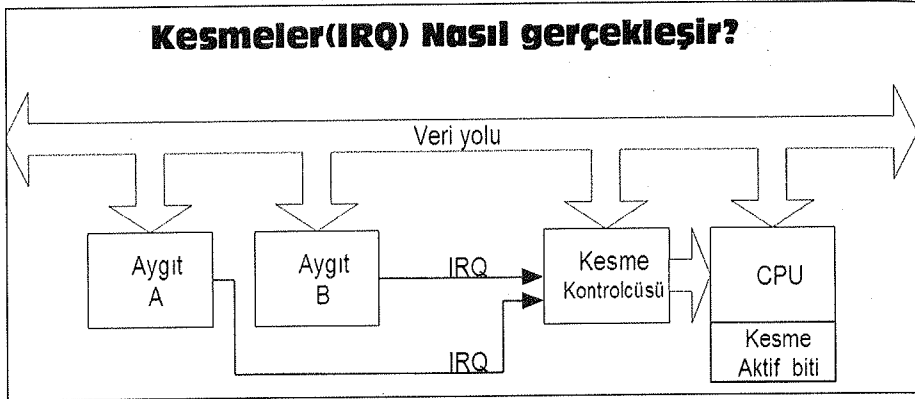 Kesmeler(IRQ) Nasıl gerçekleşir?
Veri yolu
Aygıt
A
Aygıt
B
IRQ
IRQ
Kesme
Kontrolcüsü
CPU
Kesme
Aktif biti